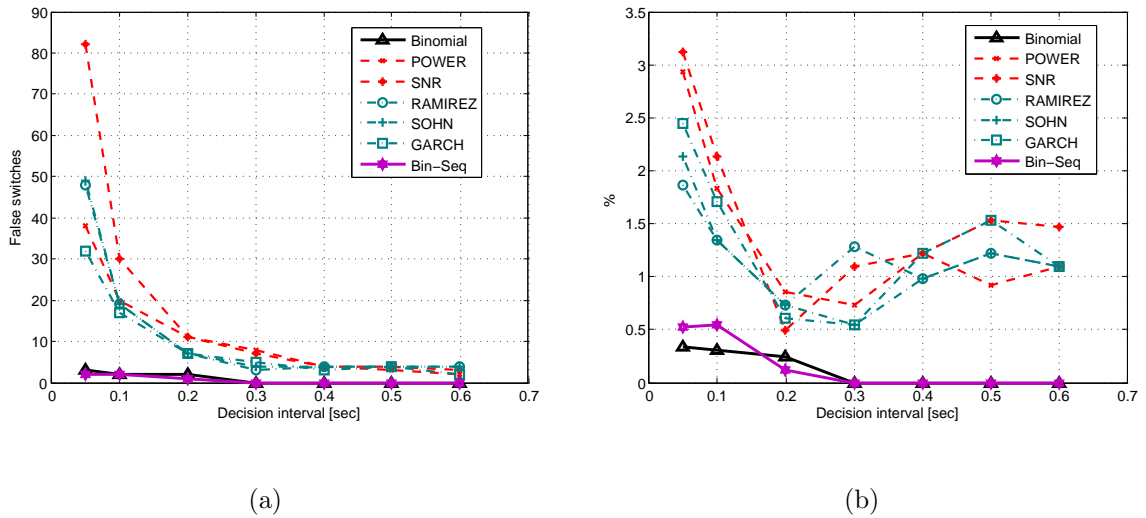 90
80
70
60
50
40
30
20
10
0
False switches
0
0.1
0.2
0.3
0.4
0.5
0.6
0.7
Decision interval [sec]
Binomial
POWER
SNR
RAMIREZ
SOHN
GARCH
Bin−Seq
(a)
3.5
3
2.5
2
1.5
1
0.5
0
%
0
0.1
0.2
0.3
0.4
0.5
0.6
0.7
Decision interval [sec]
Binomial
POWER
SNR
RAMIREZ
SOHN
GARCH
Bin−Seq
(b)